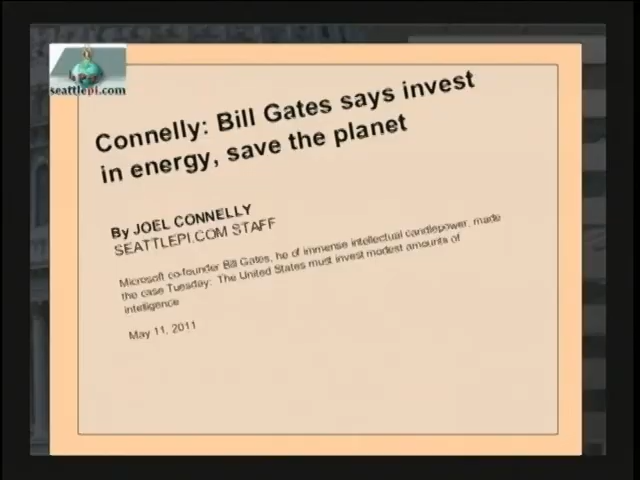 seattlepi.com
Connelly: Bill Gates says invest
in energy, save the planet
By JOEL CONNELLY
SEATTLEPI.COM STAFF
Microsoft co-founder Bill Gates, he of immense intellectual candlepower, made
the case Tuesday: The United States must invest modest amounts of
intelligence
May 11, 2011